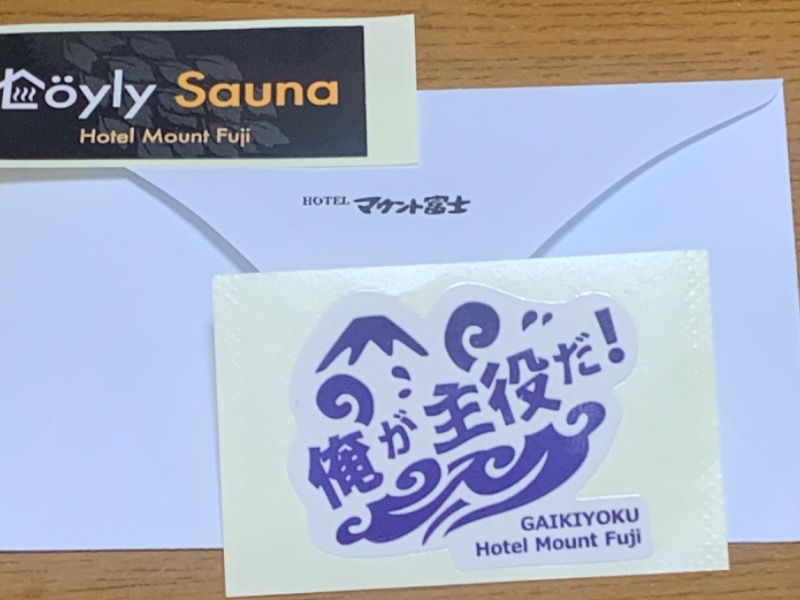 Löyly Sauna
Hotel Mount Fuji
HOTEL マウント富士
俺が主役だ!
GAIKIYOKU
Hotel Mount Fuji